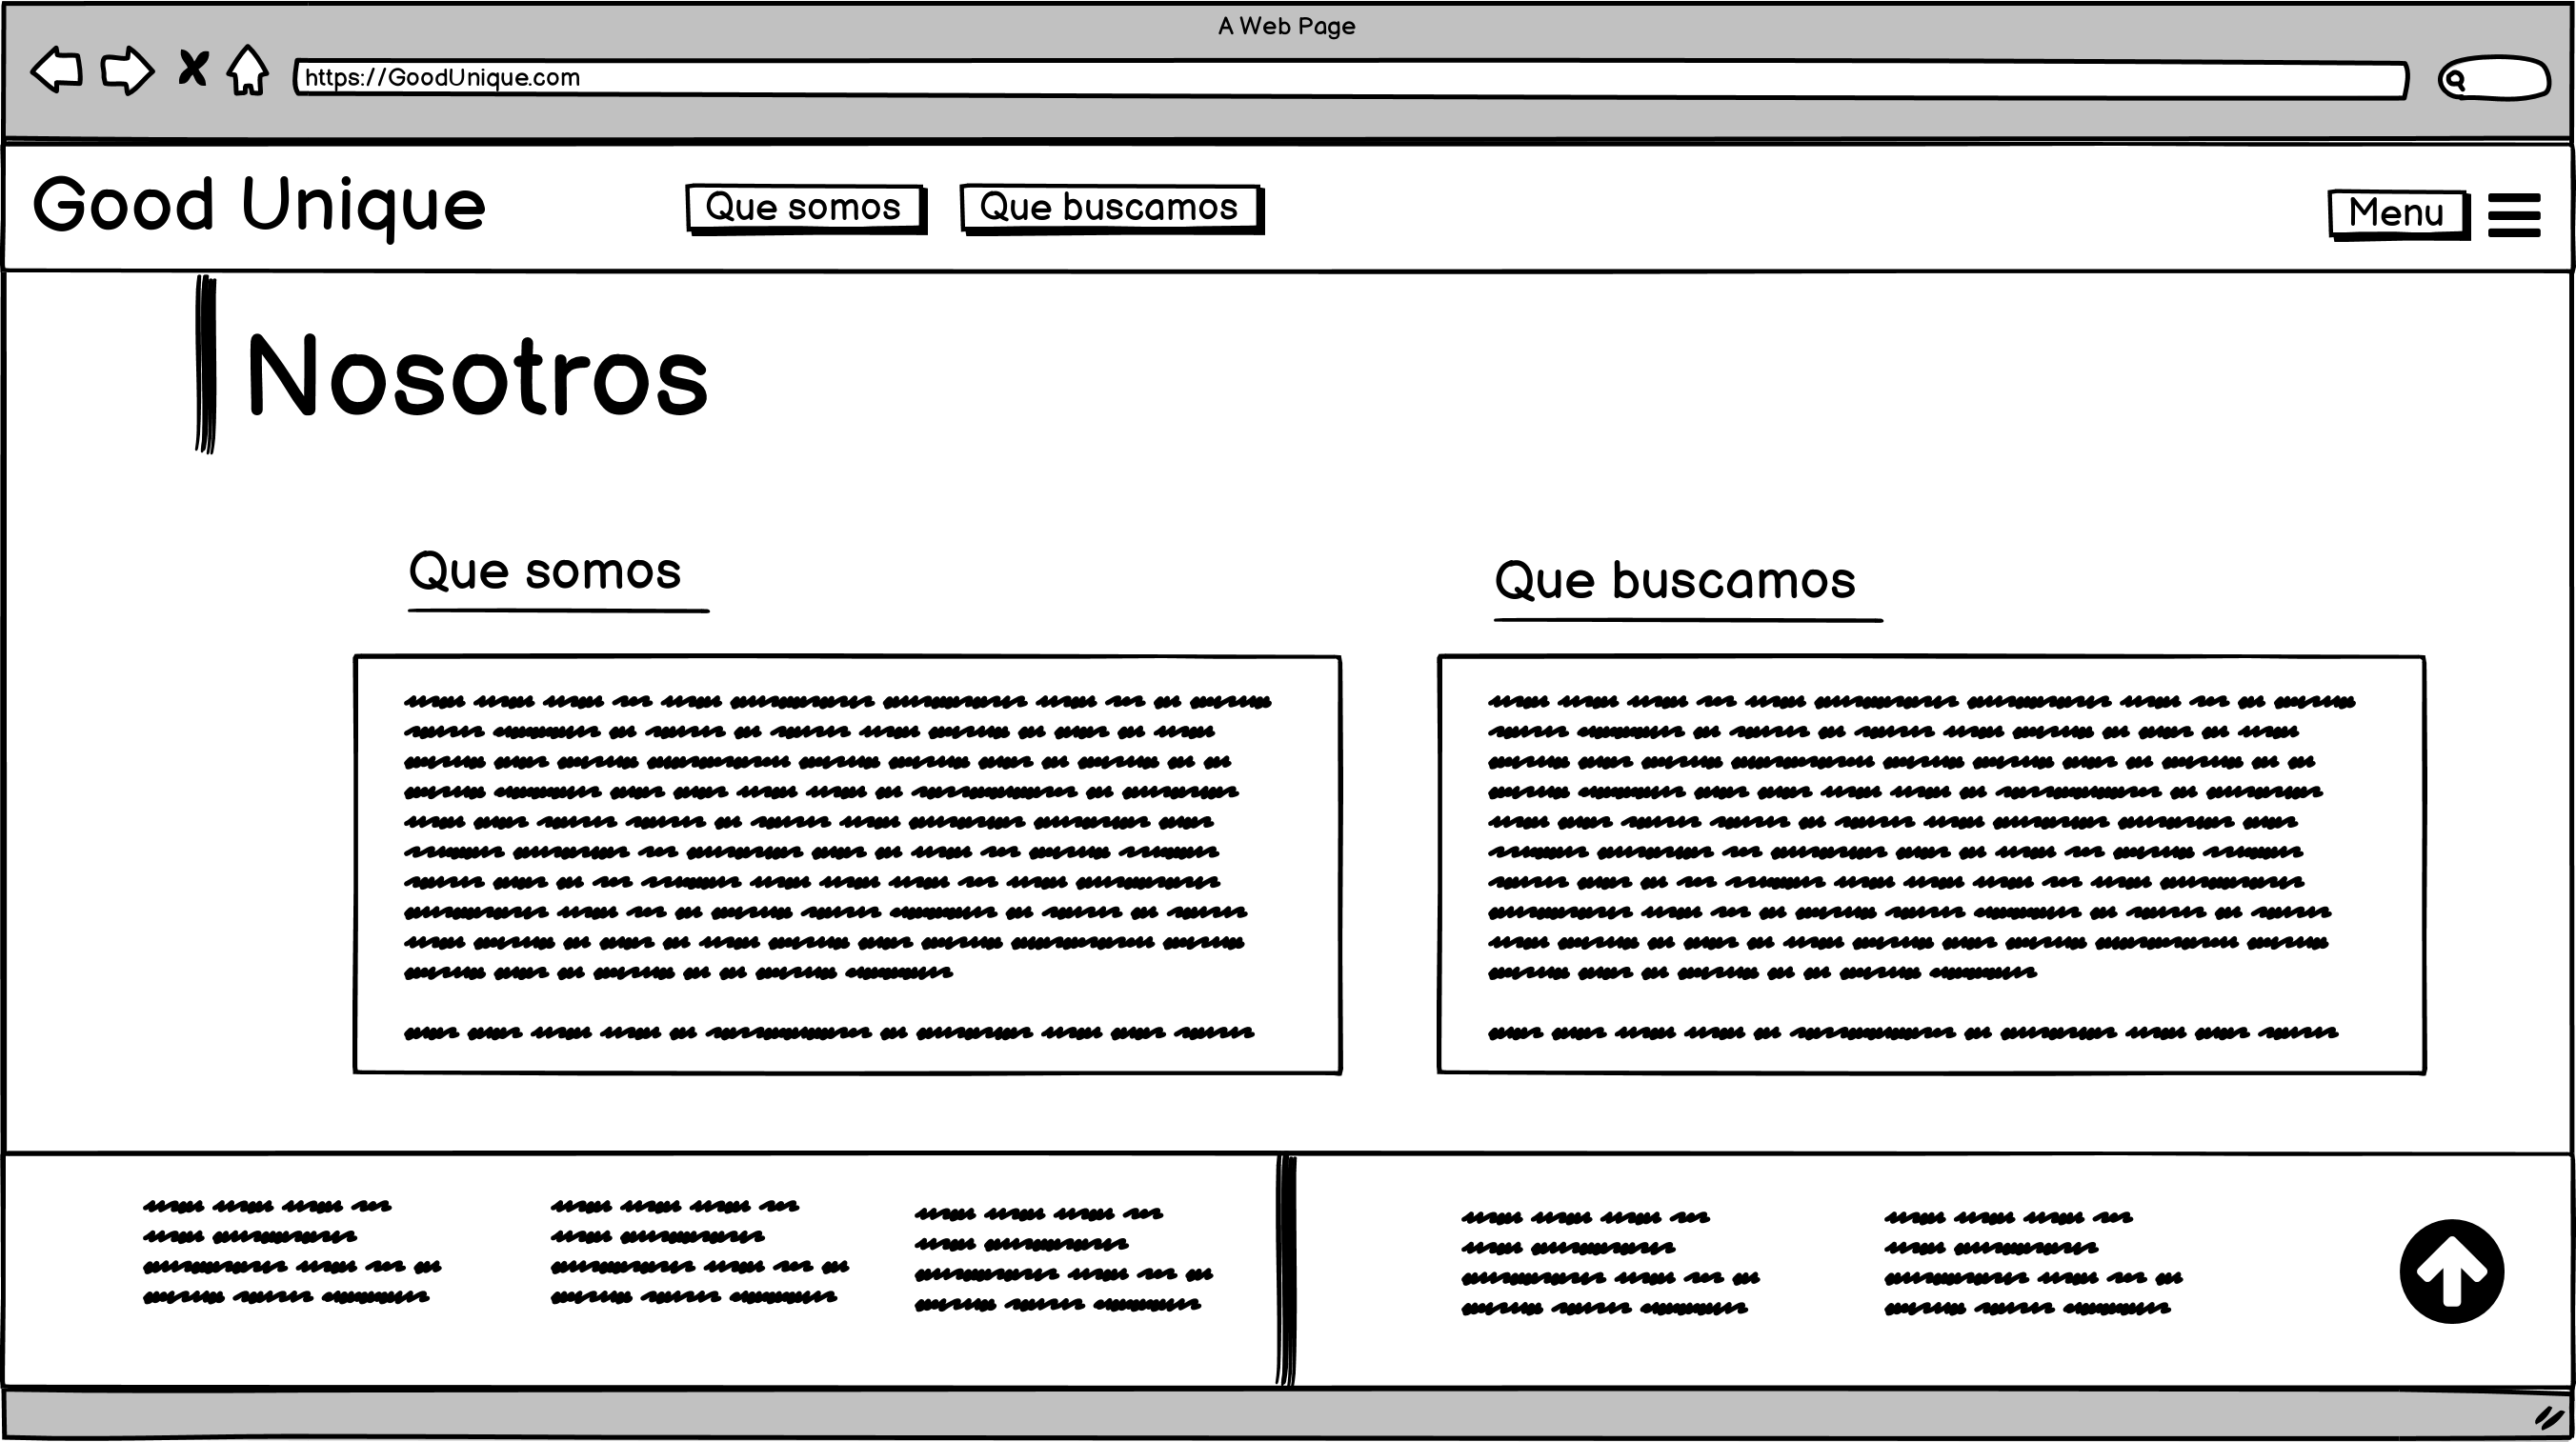 A Web Page
https://GoodUnique.com
Good Unique
Que somos
Que buscamos
Menu
Nosotros
Que somos
Que buscamos